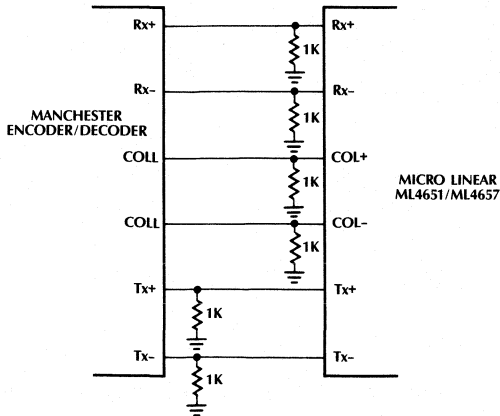 Rx+ Rx+
1K
Rx– Rx–
MANCHESTER
ENCODER/DECODER
1K
COLL COL+
MICRO LINEAR
ML4651/ML4657
1K
COLL COL–
1K
Tx+ Tx+
1K
Tx– Tx–
1K